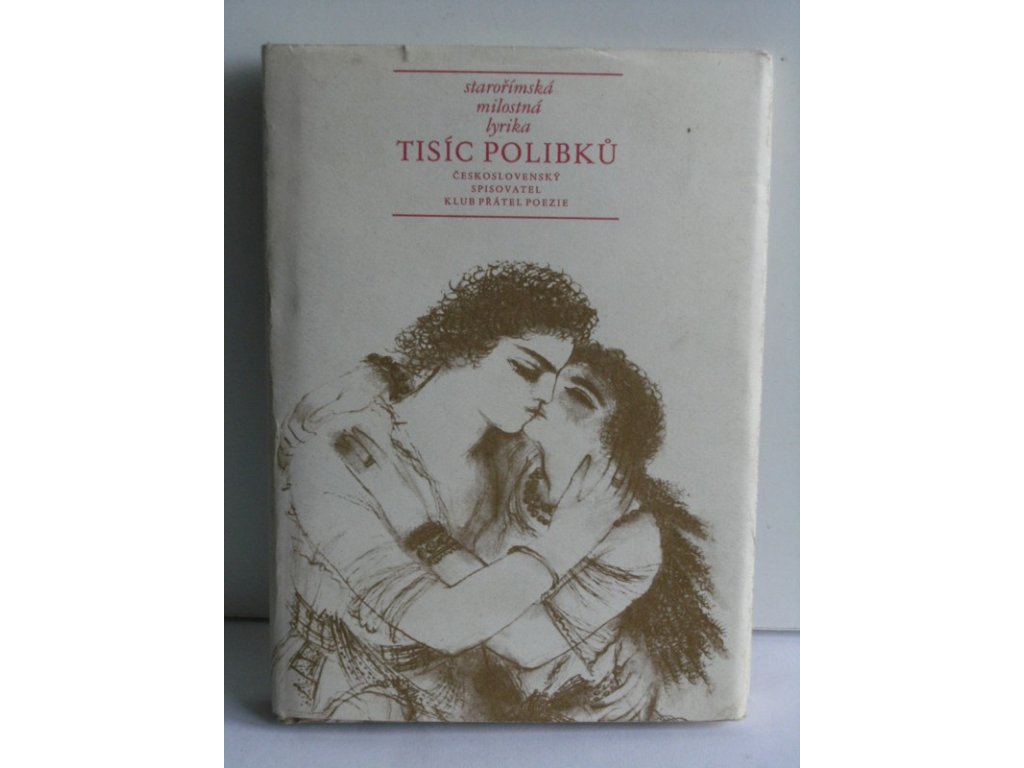 starořímská
milostná
lyrika
TISÍC POLIBKŮ
ČESKOSLOVENSKÝ
SPISOVATEL
KLUB PŘÁTEL POEZIE